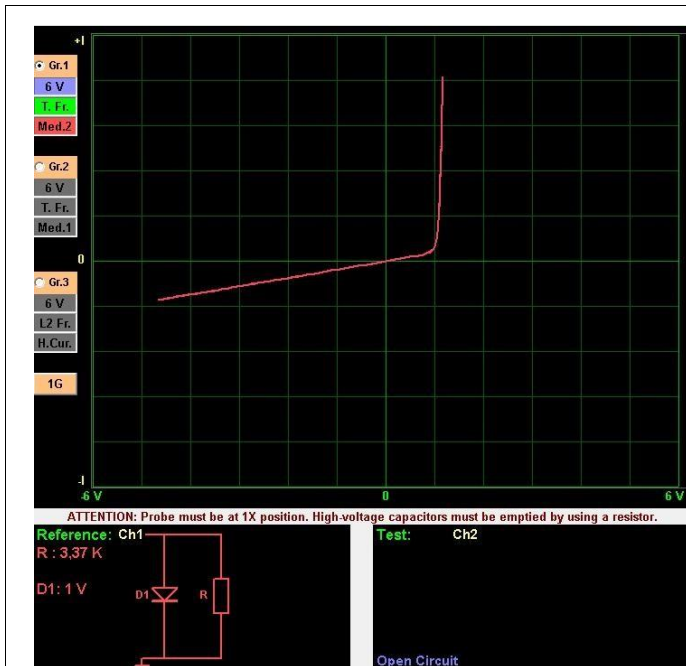 +I
Gr.1
6 V
T. Fr.
Med.2
Gr.2
6 V
T. Fr.
Med.1
0
Gr.3
6 V
L2 Fr.
H.Cur.
1G
-I
-6 V
0
6 V
ATTENTION: Probe must be at 1X position. High-voltage capacitors must be emptied by using a resistor.
Reference: Ch1
R : 3,37 K
D1: 1 V
D1
R
Test: Ch2
Open Circuit